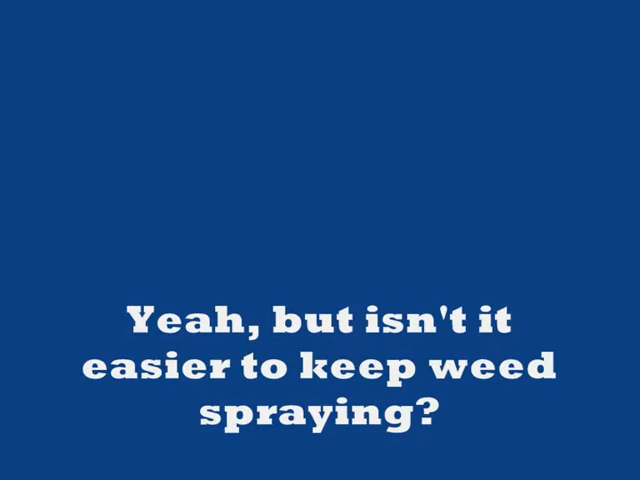 Yeah, but isn't it
easier to keep weed
spraying?